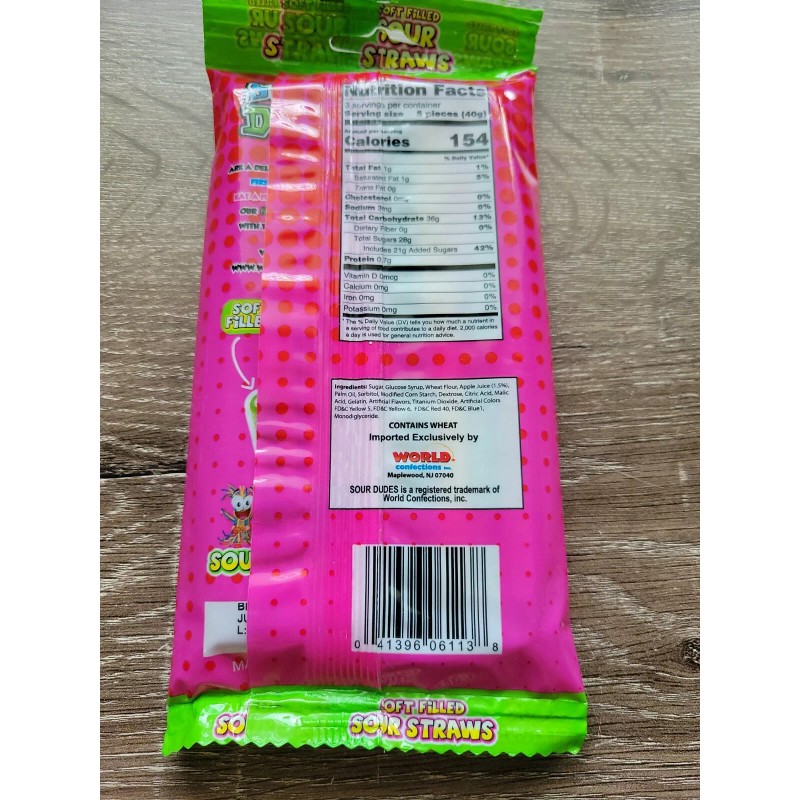 SOFT FILLED
SOUR
STRAWS
Nutrition Facts
3 servings per container
Serving size 5 pieces (40g)
Amount per serving
Calories 154
% Daily Value*
Total Fat 1g 1%
Saturated Fat 1g 5%
Trans Fat 0g
Cholesterol 0mg 0%
Sodium 3mg 0%
Total Carbohydrate 36g 13%
Dietary Fiber 0g 0%
Total Sugars 28g
Includes 21g Added Sugars 42%
Protein 0.7g
Vitamin D 0mcg 0%
Calcium 0mg 0%
Iron 0mg 0%
Potassium 0mg 0%
* The % Daily Value (DV) tells you how much a nutrient in
a serving of food contributes to a daily diet. 2,000 calories
a day is used for general nutrition advice.
Ingredients: Sugar, Glucose Syrup, Wheat Flour, Apple Juice (1.5%),
Palm Oil, Sorbitol, Modified Corn Starch, Dextrose, Citric Acid, Malic
Acid, Gelatin, Artificial Flavors, Titanium Dioxide, Artificial Colors
FD&C Yellow 5, FD&C Yellow 6, FD&C Red 40, FD&C Blue1,
Monodiglyceride.
CONTAINS WHEAT
Imported Exclusively by
WORLD
confections inc.
Maplewood, NJ 07040
SOUR DUDES is a registered trademark of
World Confections, inc.
0 41396 06113 8
SOFT FILLED
SOUR STRAWS